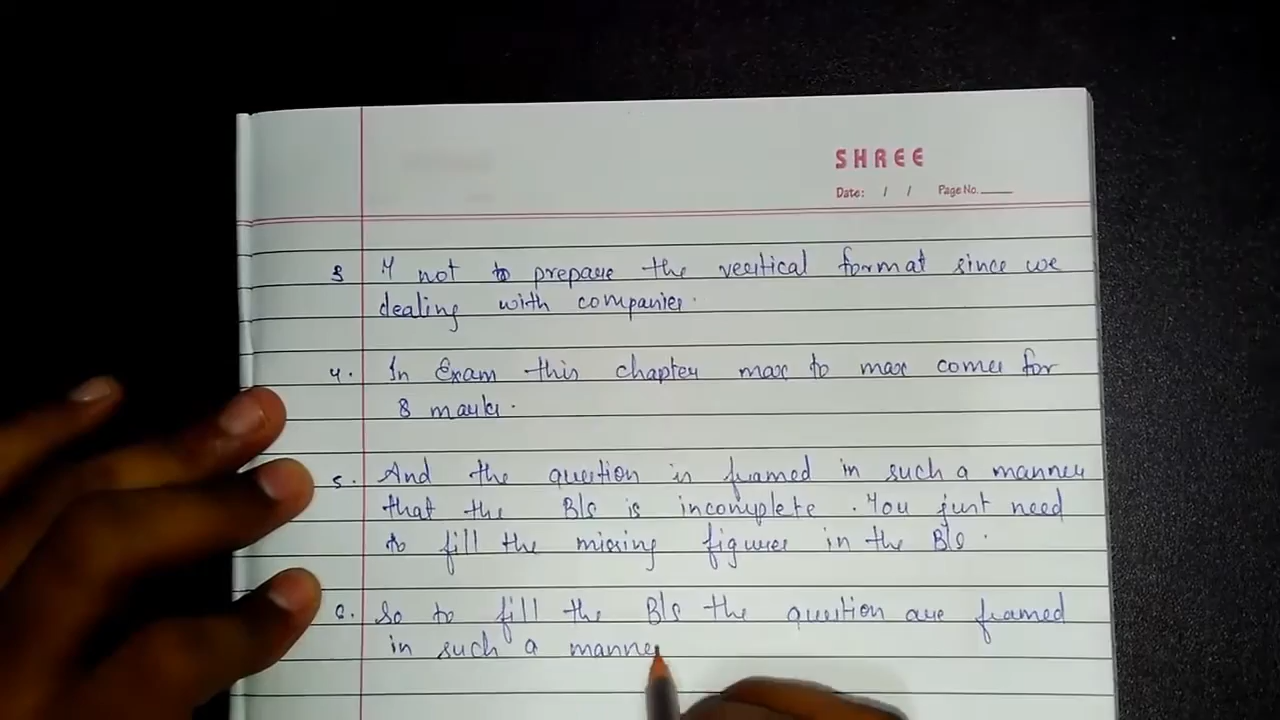 SHREE
Date: / / Page No.
3 not to prepare the vertical format since we
dealing with companies.
4. In Exam this chapter max to max comes for
8 marks.
5. And the question is framed in such a manner
that the B/S is incomplete. You just need
to fill the missing figures in the B/S.
6. So to fill the B/S the question are framed
in such a manner